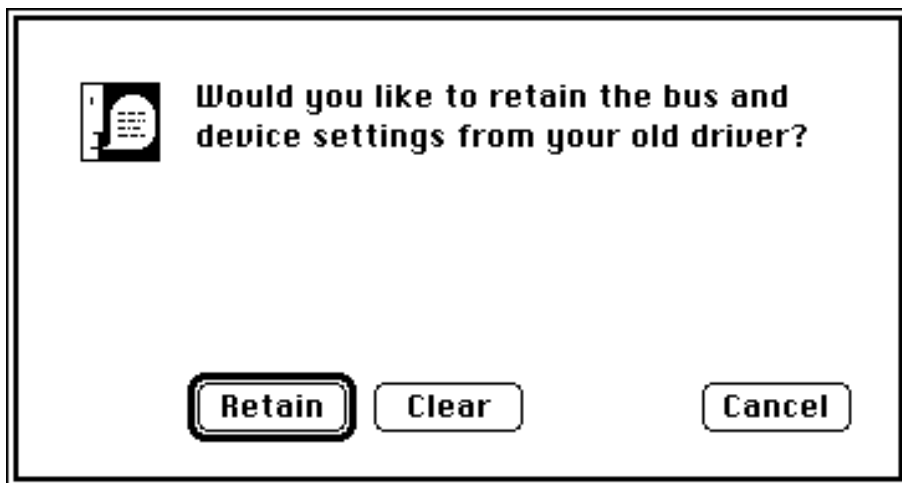 Would you like to retain the bus and
device settings from your old driver?
Retain Clear Cancel